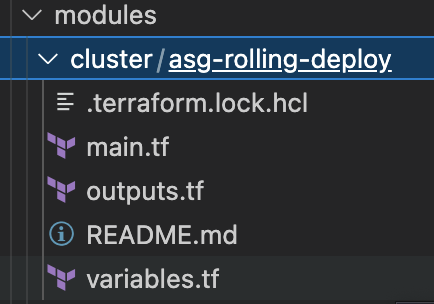 modules
cluster/asg-rolling-deploy
.terraform.lock.hcl
main.tf
outputs.tf
README.md
variables.tf